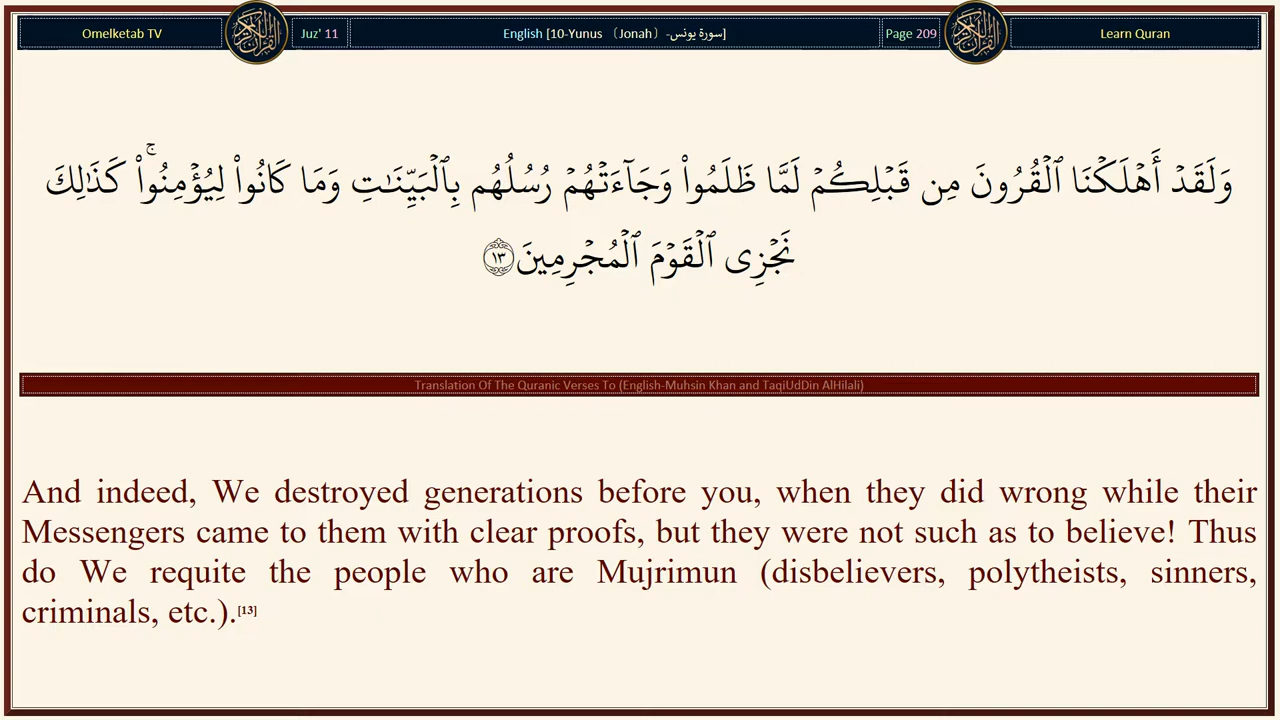 Omelketab TV
Juz' 11
English [10-Yunus （Jonah）-سورة يونس]
Page 209
Learn Quran
وَلَقَدۡ أَهۡلَكۡنَا ٱلۡقُرُونَ مِن قَبۡلِكُمۡ لَمَّا ظَلَمُواْ وَجَآءَتۡهُمۡ رُسُلُهُم بِٱلۡبَيِّنَٰتِ وَمَا كَانُواْ لِيُؤۡمِنُواْۚ كَذَٰلِكَ
نَجۡزِي ٱلۡقَوۡمَ ٱلۡمُجۡرِمِينَ ١٣
Translation Of The Quranic Verses To (English-Muhsin Khan and TaqiUdDin AlHilali)
And indeed, We destroyed generations before you, when they did wrong while their
Messengers came to them with clear proofs, but they were not such as to believe! Thus
do We requite the people who are Mujrimun (disbelievers, polytheists, sinners,
criminals, etc.).[13]